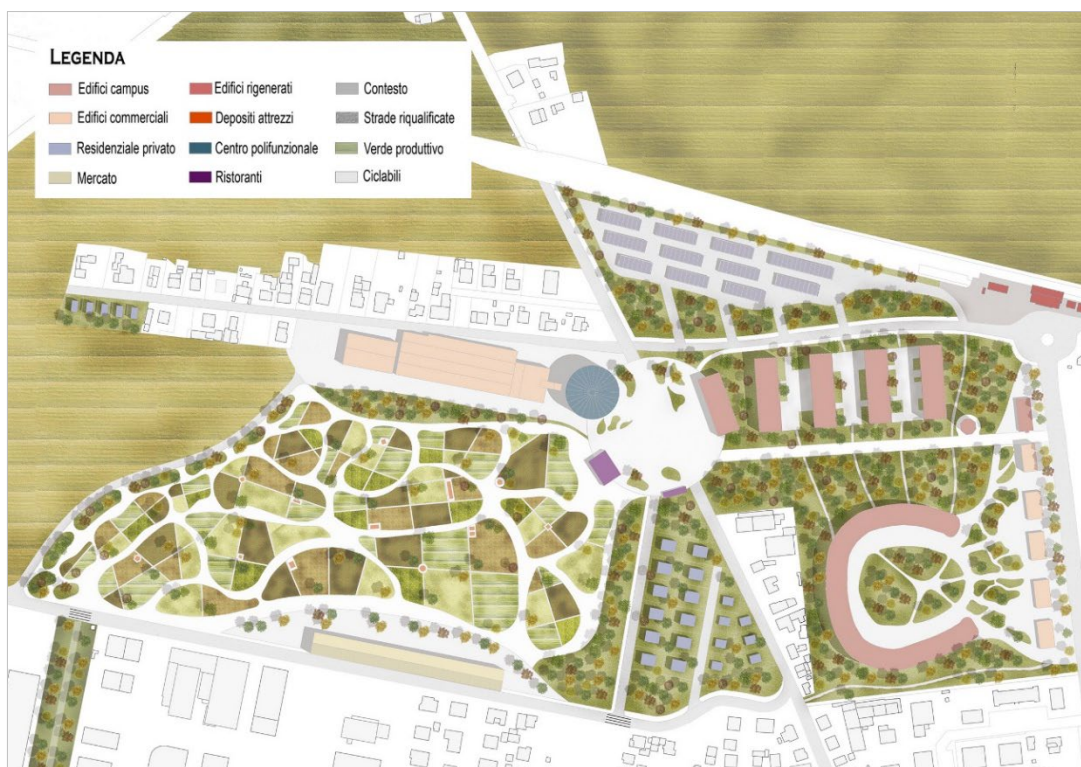 LEGENDA
Edifici campus
Edifici rigenerati
Contesto
Edifici commerciali
Depositi attrezzi
Strade riqualificate
Residenziale privato
Centro polifunzionale
Verde produttivo
Mercato
Ristoranti
Ciclabili